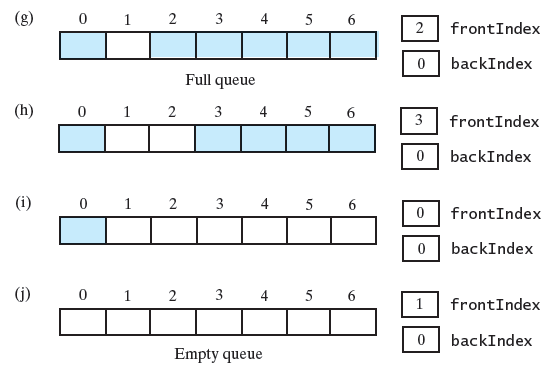 (g) 0 1 2 3 4 5 6 2 frontIndex
0 backIndex
Full queue
(h) 0 1 2 3 4 5 6 3 frontIndex
0 backIndex
(i) 0 1 2 3 4 5 6 0 frontIndex
0 backIndex
(j) 0 1 2 3 4 5 6 1 frontIndex
0 backIndex
Empty queue